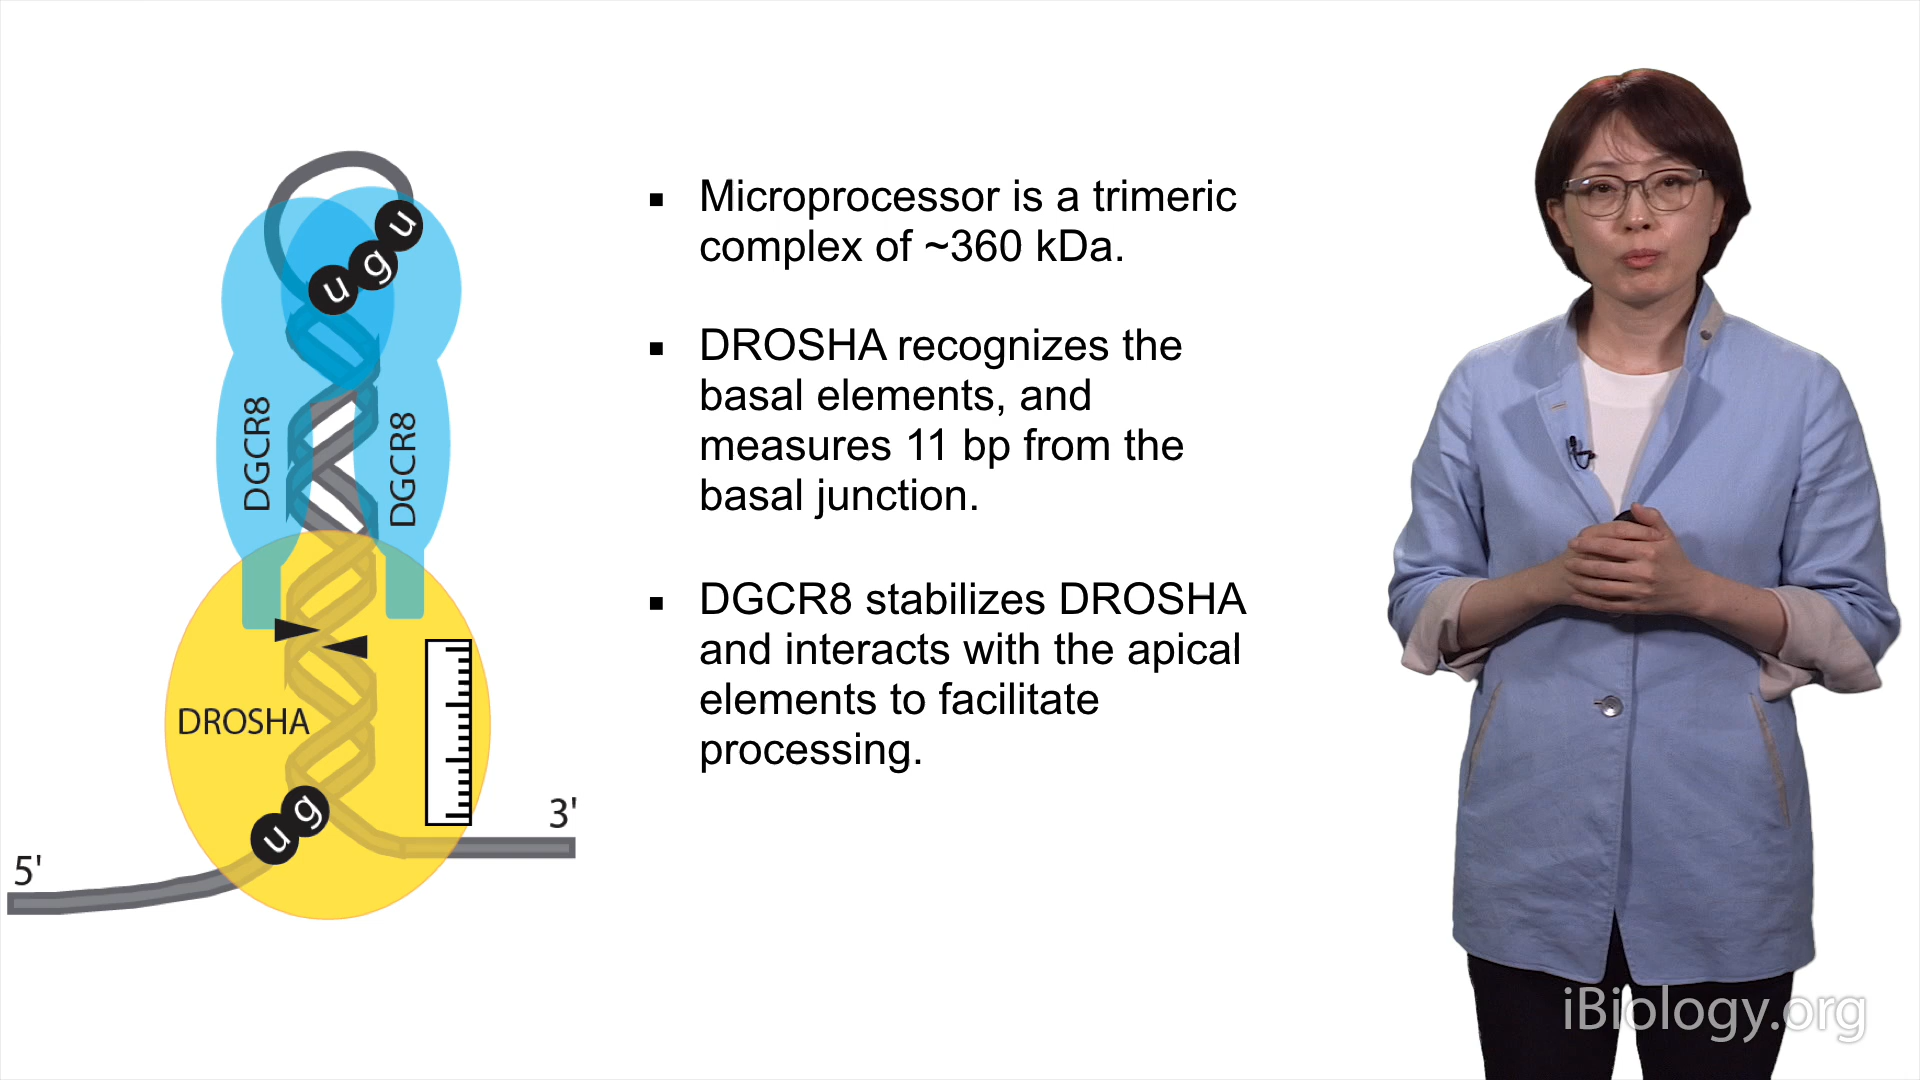 u
g
u
DGCR8
DGCR8
DROSHA
u g
3'
5'
▪ Microprocessor is a trimeric
complex of ~360 kDa.
▪ DROSHA recognizes the
basal elements, and
measures 11 bp from the
basal junction.
▪ DGCR8 stabilizes DROSHA
and interacts with the apical
elements to facilitate
processing.
iBiology.org